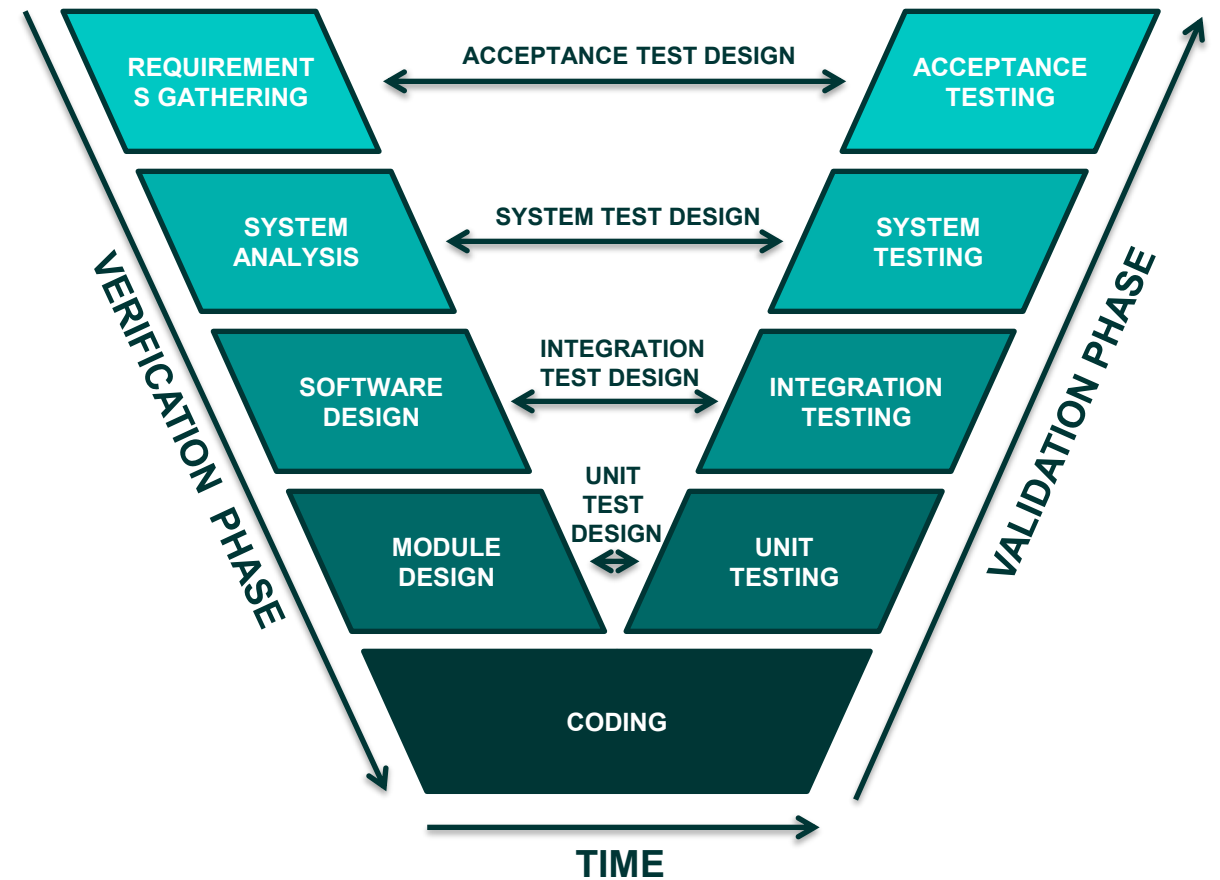 REQUIREMENT
S GATHERING
ACCEPTANCE TEST DESIGN
ACCEPTANCE
TESTING
SYSTEM
ANALYSIS
SYSTEM TEST DESIGN
SYSTEM
TESTING
SOFTWARE
DESIGN
INTEGRATION
TEST DESIGN
INTEGRATION
TESTING
MODULE
DESIGN
UNIT
TEST
DESIGN
UNIT
TESTING
CODING
VERIFICATION PHASE
VALIDATION PHASE
TIME